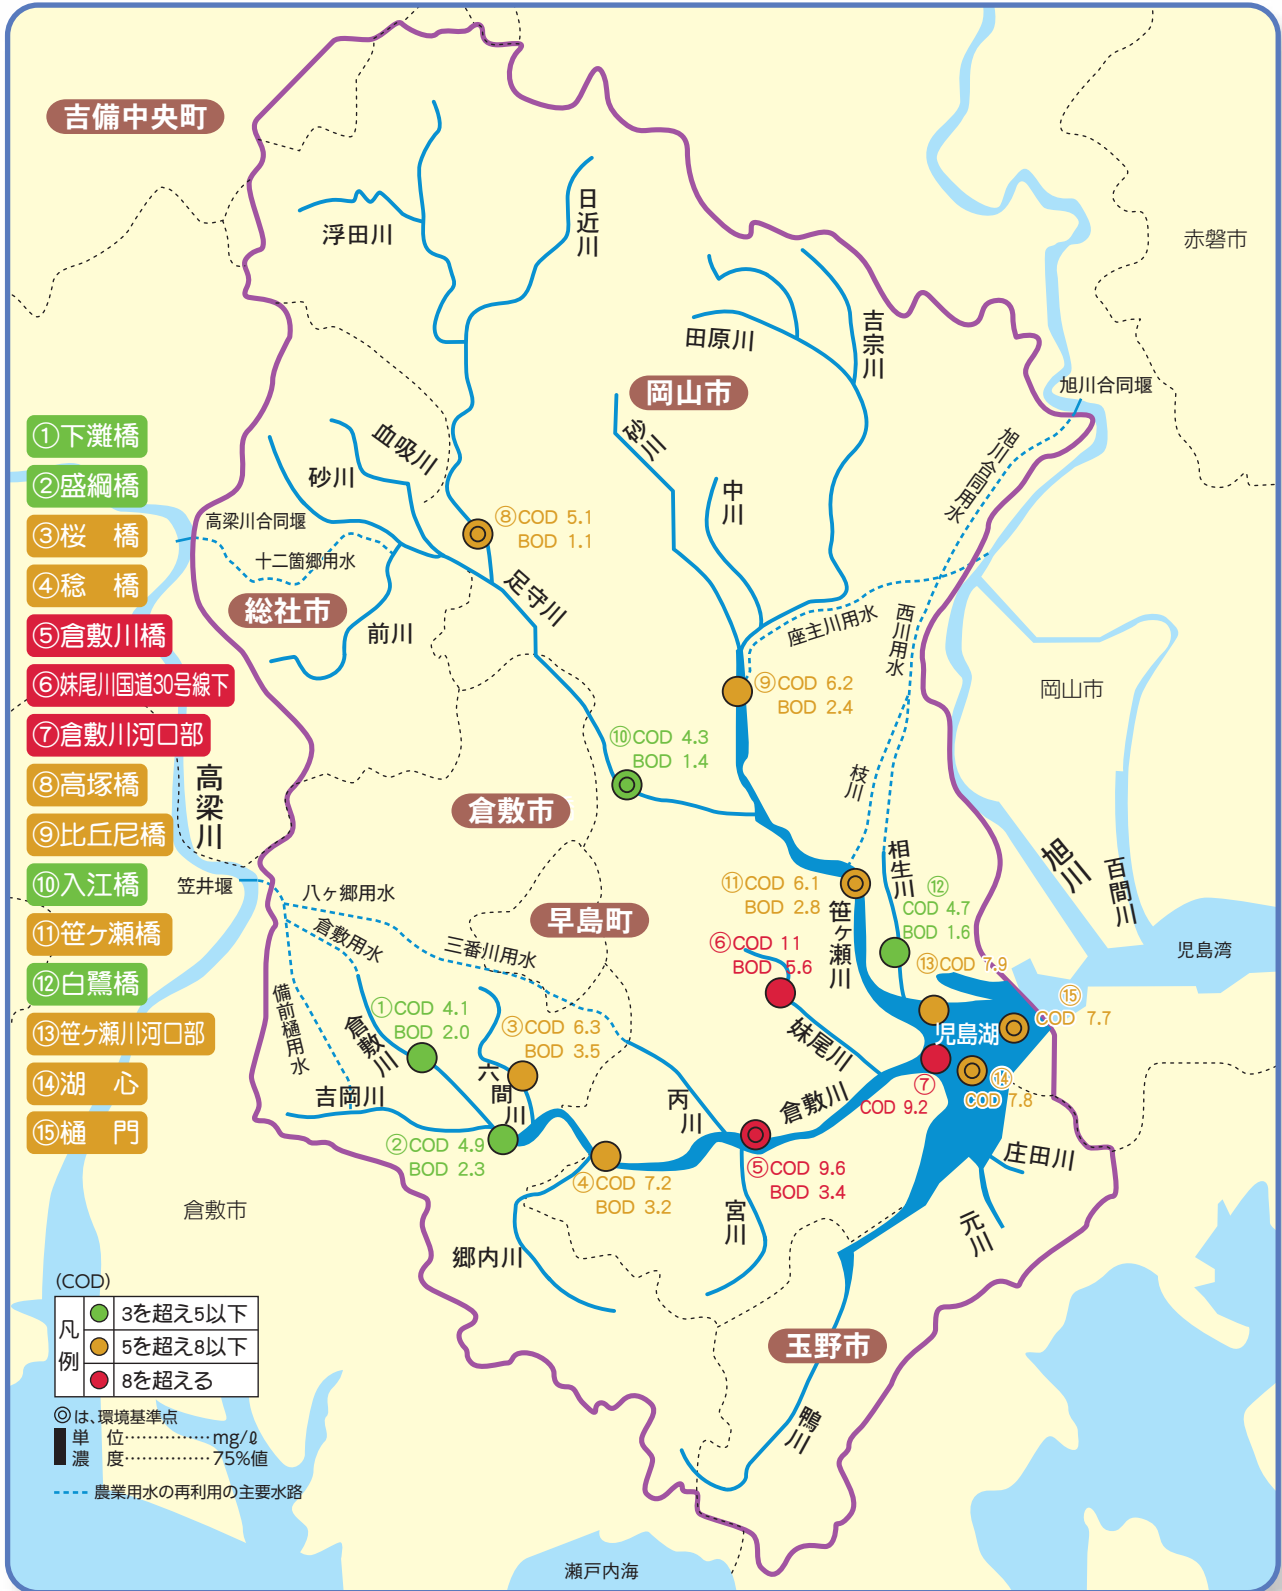 吉備中央町
浮田川
日近川
赤磐市
田原川
吉宗川
岡山市
旭川合同堰
旭川合同用水
砂川
中川
血吸川
砂川
高梁川合同堰
十二箇郷用水
総社市
前川
足守川
⑧COD 5.1
BOD 1.1
座主川用水
西川用水
岡山市
⑨COD 6.2
BOD 2.4
⑩COD 4.3
BOD 1.4
枝川
①下灘橋
②盛綱橋
③桜　橋
④稔　橋
⑤倉敷川橋
⑥妹尾川国道30号線下
⑦倉敷川河口部
⑧高塚橋
⑨比丘尼橋
⑩入江橋
⑪笹ケ瀬橋
⑫白鷺橋
⑬笹ケ瀬川河口部
⑭湖　心
⑮樋　門
高梁川
倉敷市
笠井堰
八ヶ郷用水
倉敷用水
三番川用水
備前樋用水
早島町
⑪COD 6.1
BOD 2.8
笹ヶ瀬川
相生川
⑫
COD 4.7
BOD 1.6
旭川
百間川
児島湾
⑥COD 11
BOD 5.6
⑬COD 7.9
⑮
COD 7.7
児島湖
①COD 4.1
BOD 2.0
倉敷川
③COD 6.3
BOD 3.5
六間川
吉岡川
妹尾川
⑦
COD 9.2
⑭
COD 7.8
丙川
倉敷川
②COD 4.9
BOD 2.3
④COD 7.2
BOD 3.2
⑤COD 9.6
BOD 3.4
庄田川
元川
宮川
郷内川
倉敷市
玉野市
鴨川
(COD)
凡例
3を超え5以下
5を超え8以下
8を超える
◎は、環境基準点
単　位……………mg/ℓ
濃　度……………75%値
農業用水の再利用の主要水路
瀬戸内海